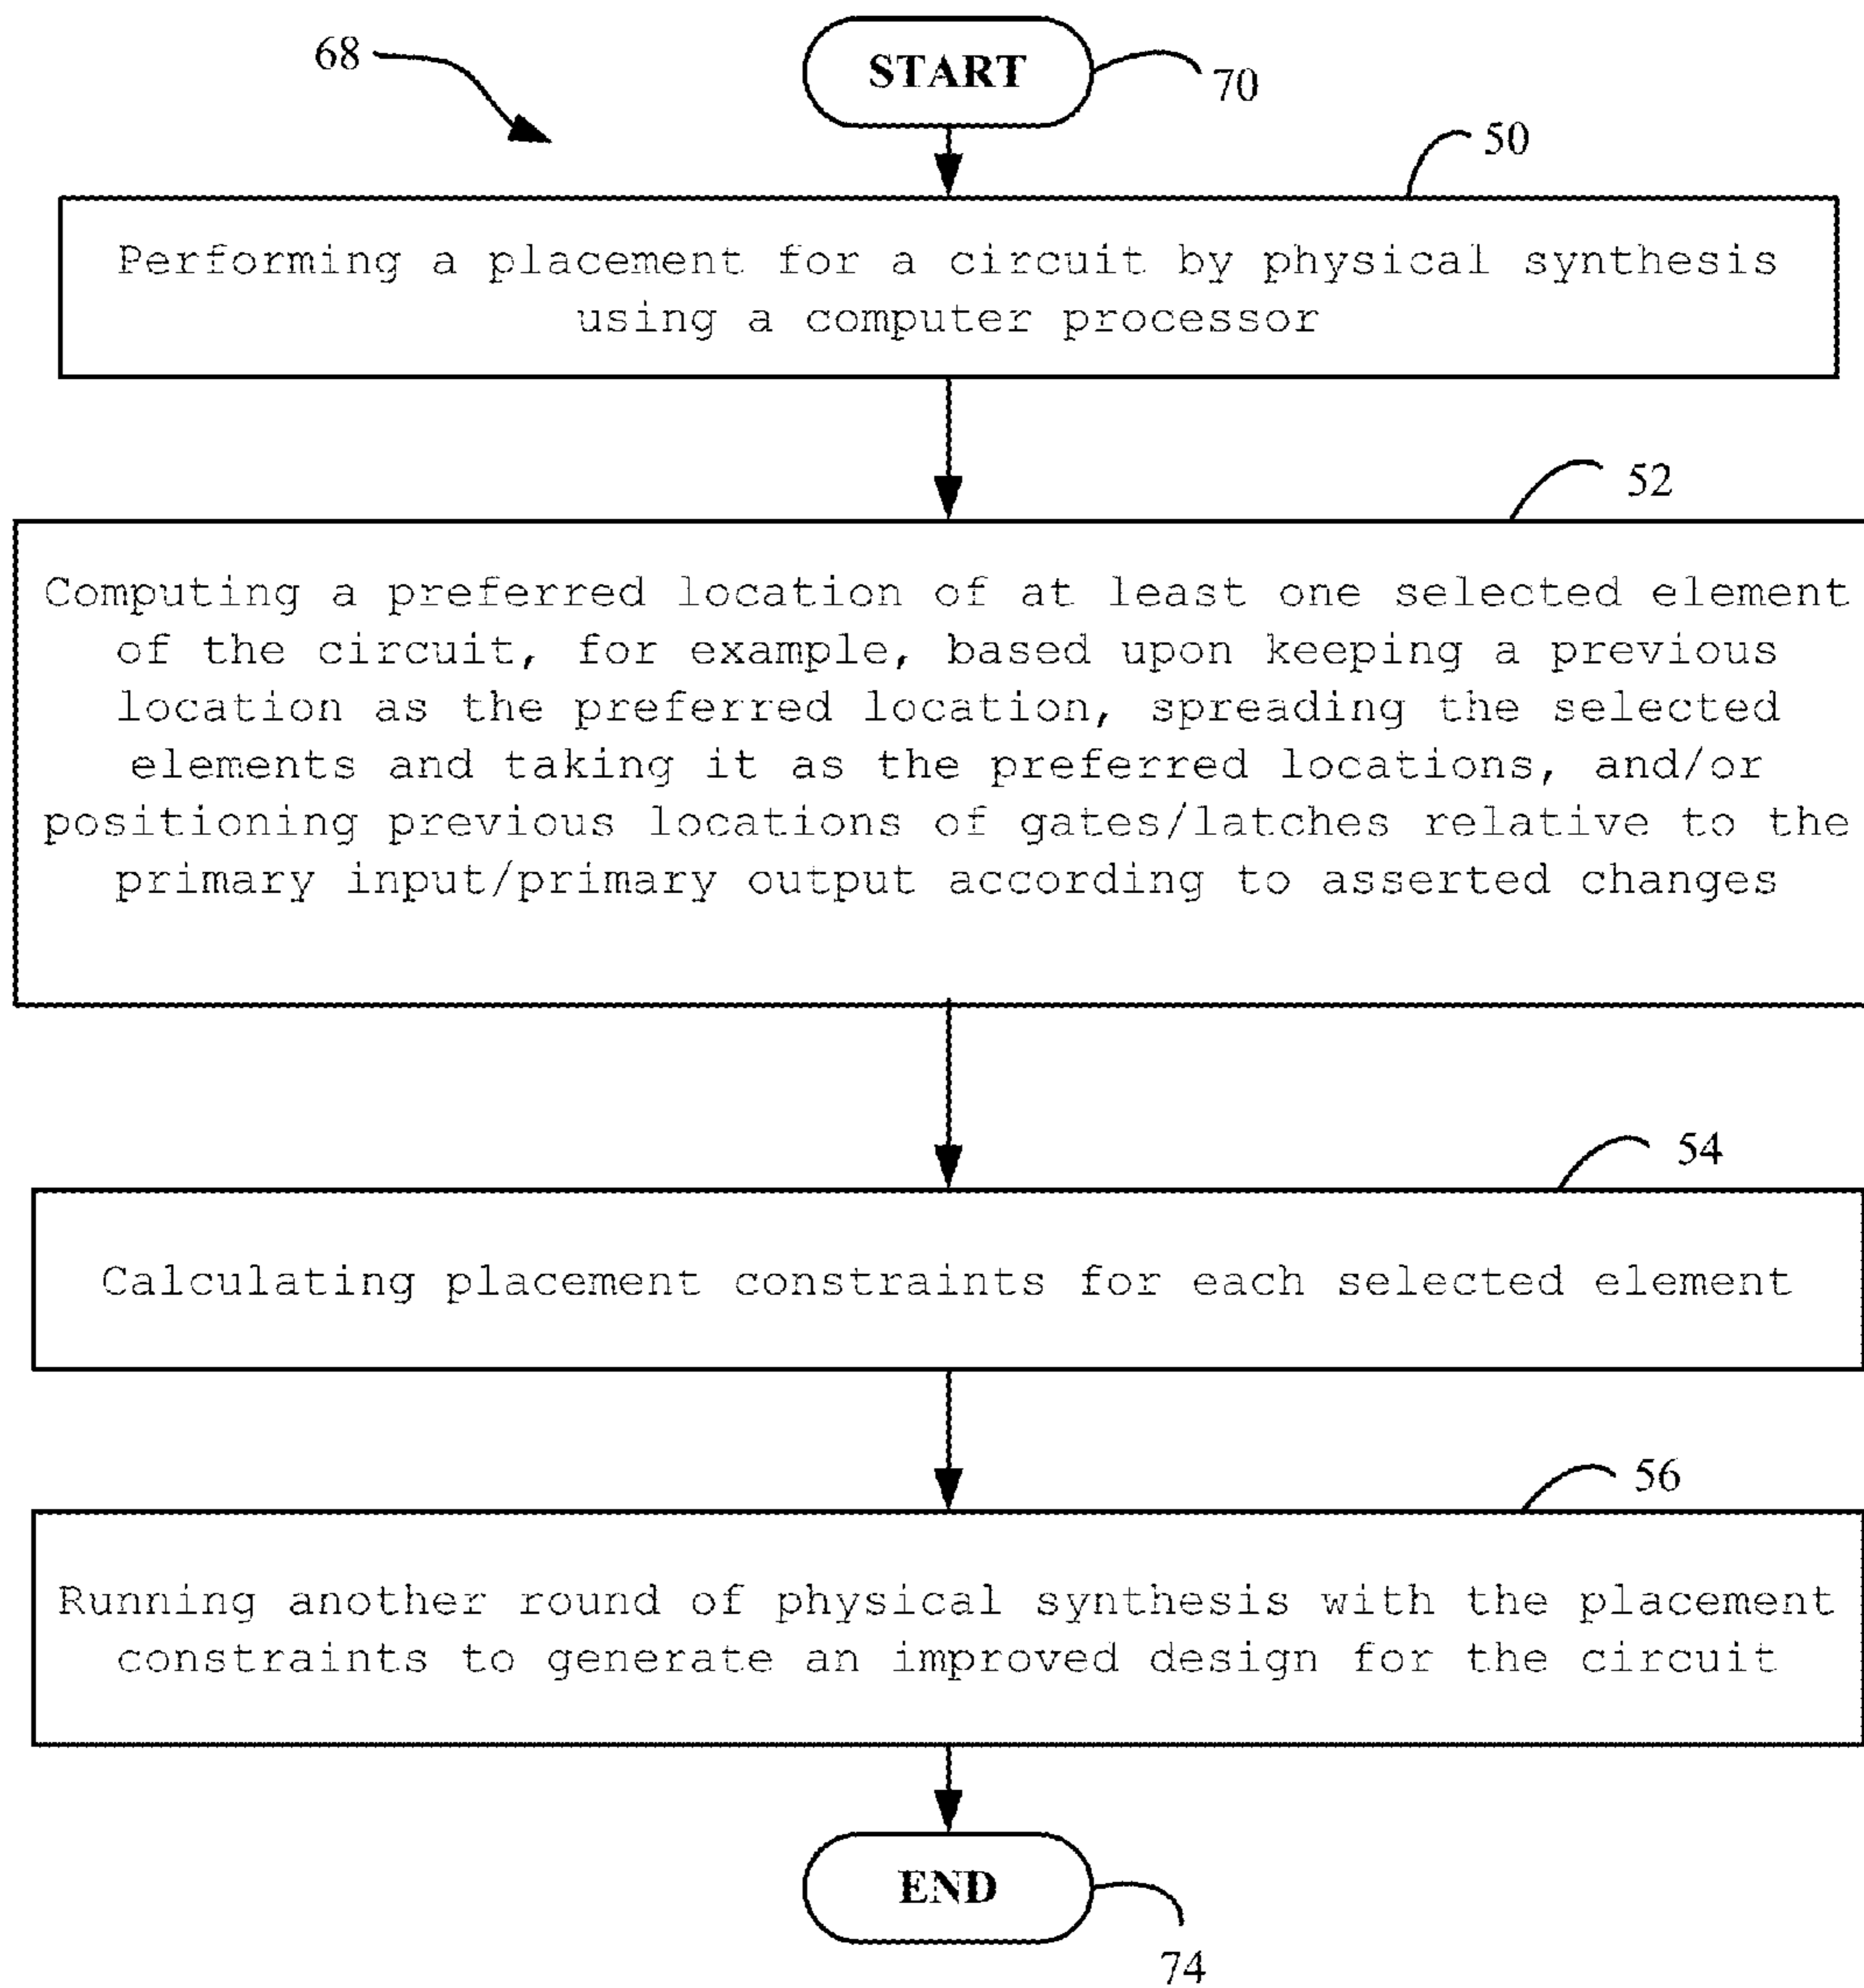 68
START
70
50
Performing a placement for a circuit by physical synthesis
using a computer processor
52
Computing a preferred location of at least one selected element
of the circuit, for example, based upon keeping a previous
location as the preferred location, spreading the selected
elements and taking it as the preferred locations, and/or
positioning previous locations of gates/latches relative to the
primary input/primary output according to asserted changes
54
Calculating placement constraints for each selected element
56
Running another round of physical synthesis with the placement
constraints to generate an improved design for the circuit
END
74